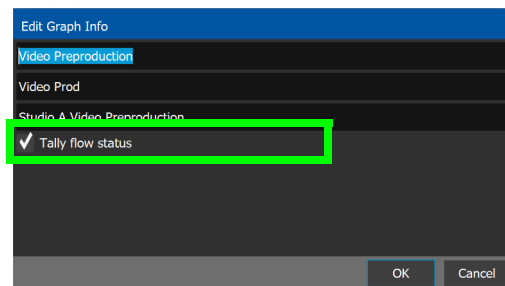 Edit Graph Info
Video Preproduction
Video Prod
Studio A Video Preproduction
Tally flow status
OK Cancel